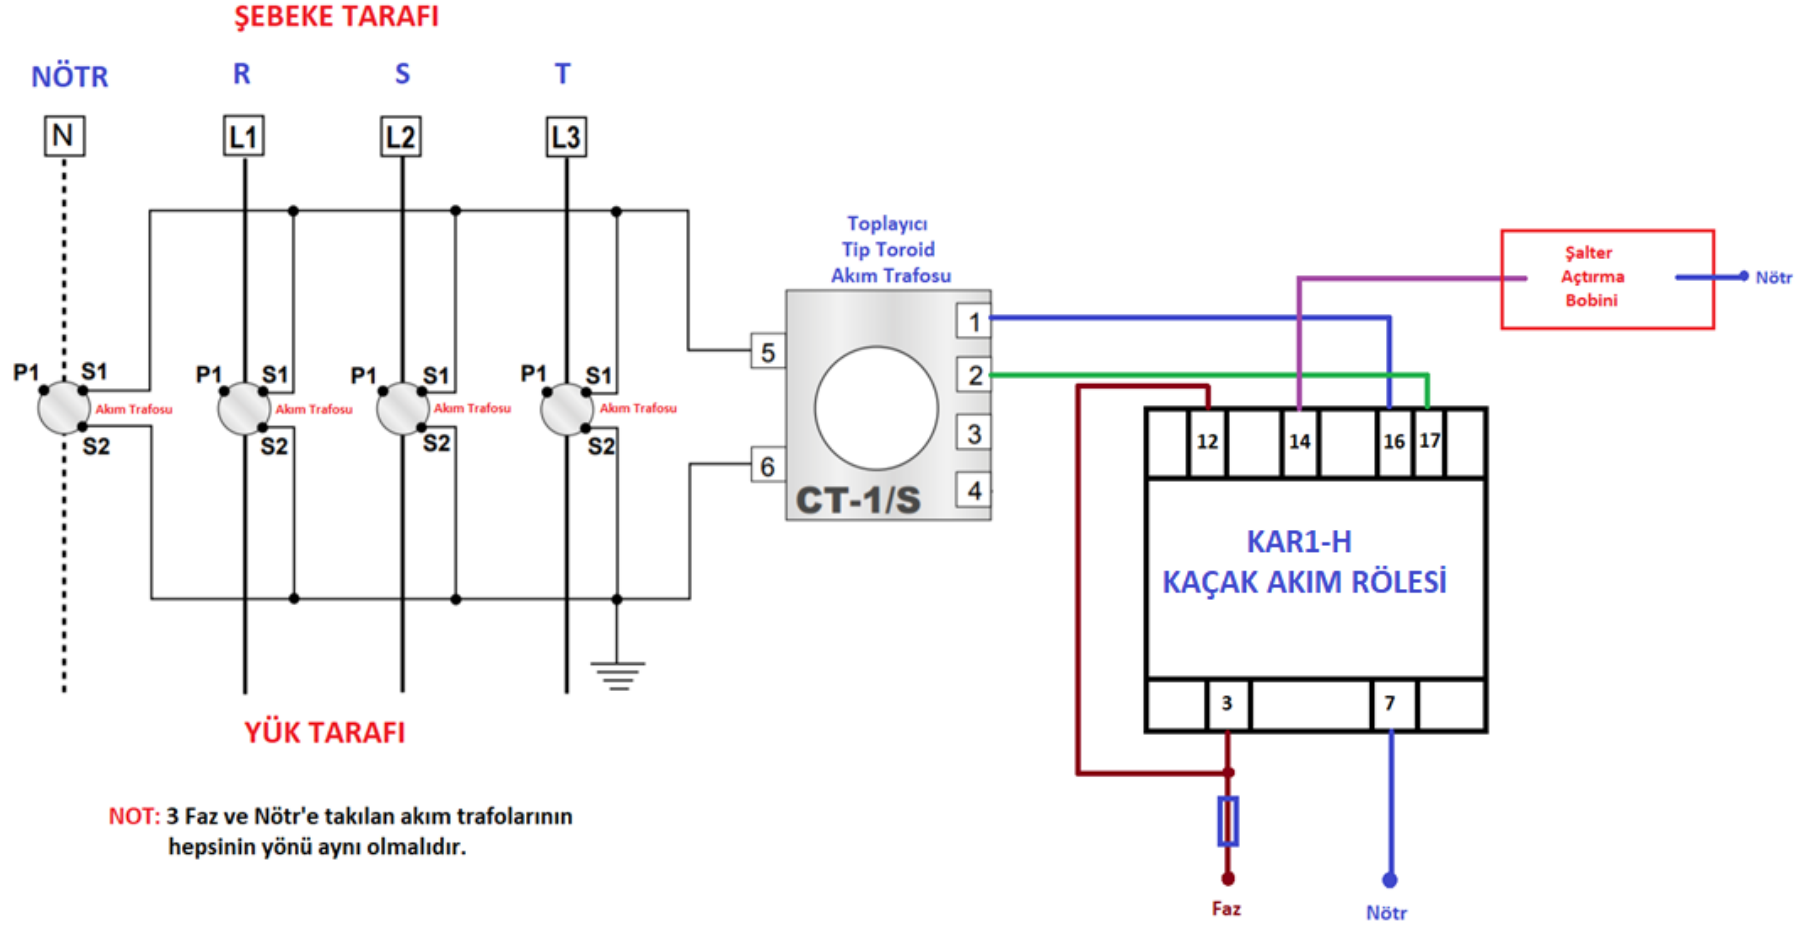 ŞEBEKE TARAFI
NÖTR
R
S
T
N
L1
L2
L3
P1
S1
Akım Trafosu
S2
P1
S1
Akım Trafosu
S2
P1
S1
Akım Trafosu
S2
P1
S1
Akım Trafosu
S2
YÜK TARAFI
NOT: 3 Faz ve Nötr'e takılan akım trafolarının
hepsinin yönü aynı olmalıdır.
Toplayıcı
Tip Toroid
Akım Trafosu
5
6
1
2
3
4
CT-1/S
Şalter
Açtırma
Bobini
Nötr
12
14
16
17
KAR1-H
KAÇAK AKIM RÖLESİ
3
7
Faz
Nötr